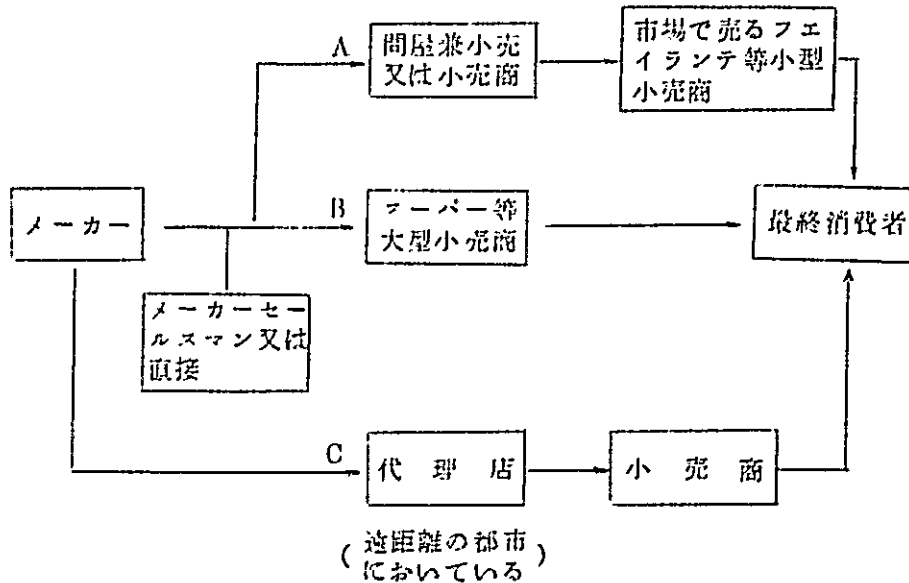 A
問屋兼小売
又は小売商
市場で売るフェ
イランテ等小型
小売商
メーカー
B
スーパー等
大型小売商
最終消費者
メーカーセー
ルスマン又は
直接
C
代理店
小売商
(遠距離の都市
においている)